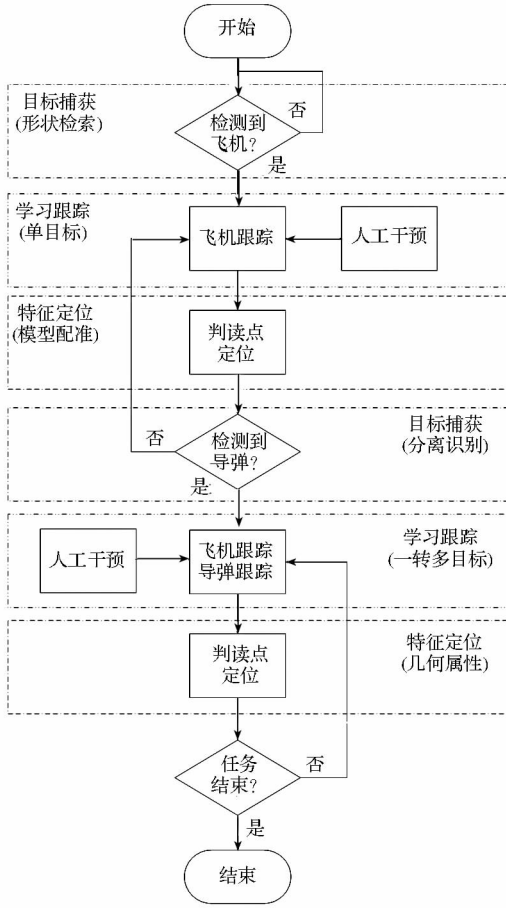 开始
目标捕获
(形状检索)
检测到
飞机？
否
是
学习跟踪
(单目标)
飞机跟踪
人工干预
特征定位
(模型配准)
判读点
定位
目标捕获
(分离识别)
否
检测到
导弹？
是
学习跟踪
(一转多目标)
人工干预
飞机跟踪
导弹跟踪
特征定位
(几何属性)
判读点
定位
任务
结束？
否
是
结束